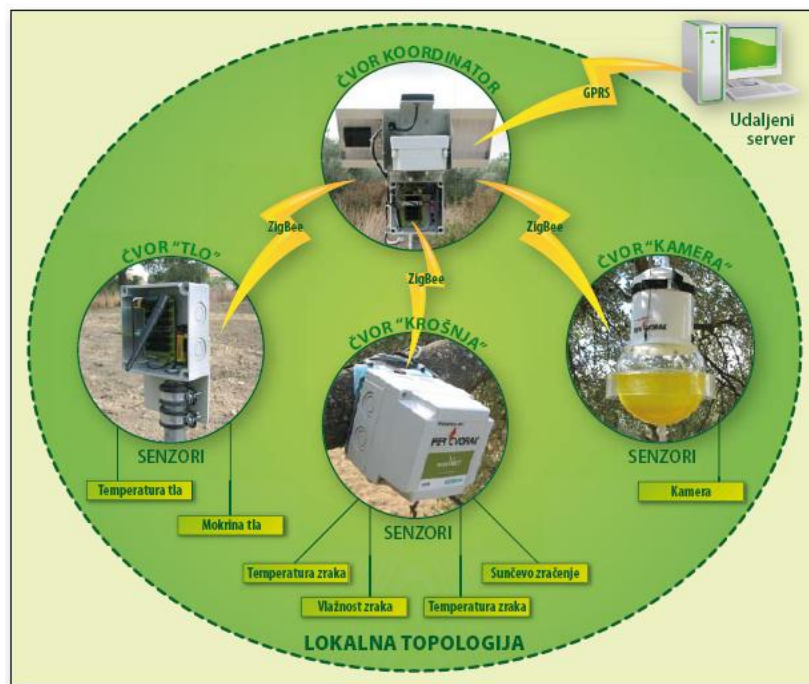 ČVOR KOORDINATOR
GPRS
Udaljeni
server
ZigBee
ZigBee
ZigBee
ČVOR "TLO"
ČVOR "KROŠNJA"
ČVOR "KAMERA"
SENZORI
SENZORI
SENZORI
Temperatura tla
Mokrina tla
Kamera
Temperatura zraka
Sunčevo zračenje
Vlažnost zraka
Temperatura zraka
LOKALNA TOPOLOGIJA